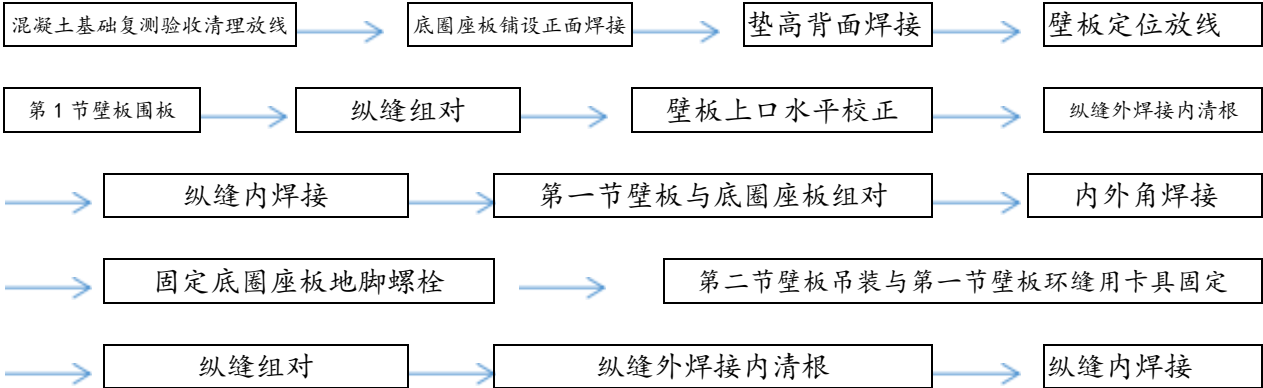 混凝土基础复测验收清理放线
底圈座板铺设正面焊接
垫高背面焊接
壁板定位放线
第1节壁板围板
纵缝组对
壁板上口水平校正
纵缝外焊接内清根
纵缝内焊接
第一节壁板与底圈座板组对
内外角焊接
固定底圈座板地脚螺栓
第二节壁板吊装与第一节壁板环缝用卡具固定
纵缝组对
纵缝外焊接内清根
纵缝内焊接